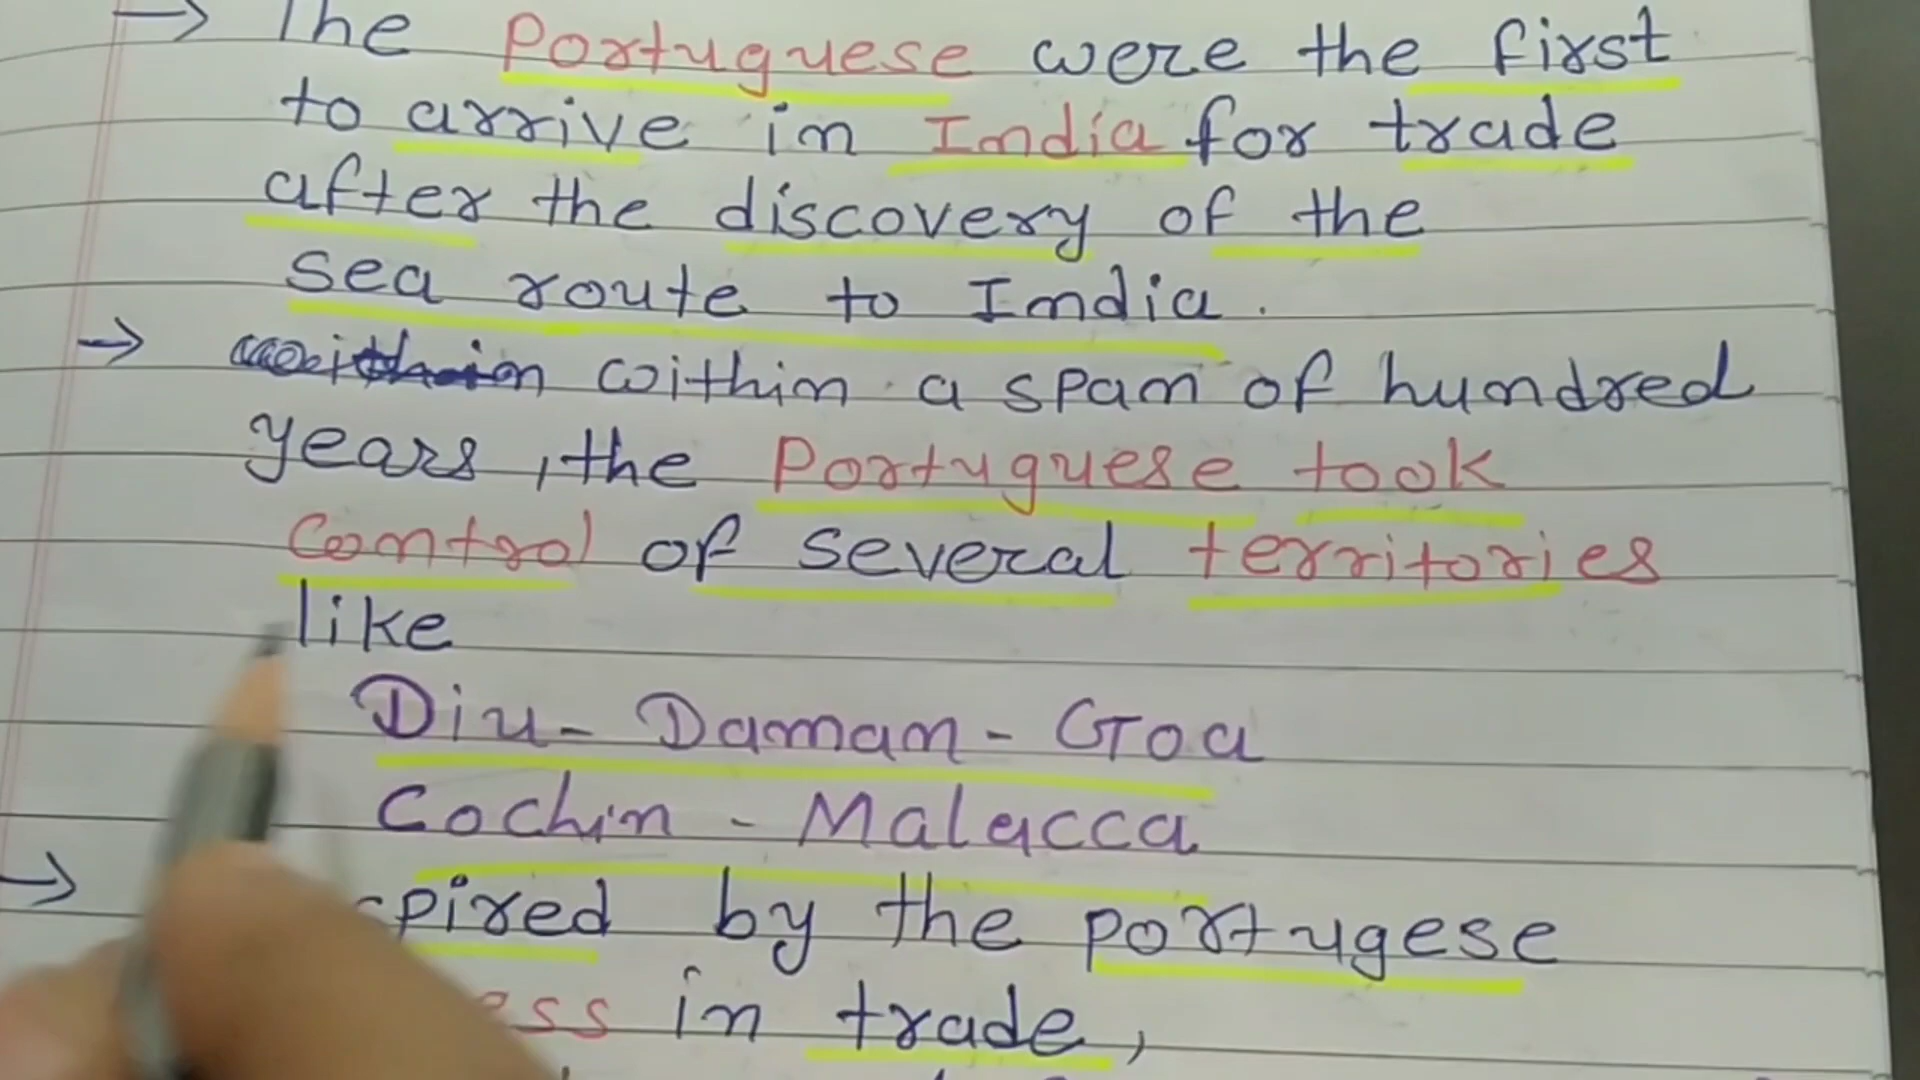 → The Portuguese were the first
to arrive in India for trade
after the discovery of the
sea route to India.
→ within a span of hundred
years, the Portuguese took
Control of several territories
like
Diu - Daman - Goa
Cochin - Malacca
→ by the portugese
in trade,